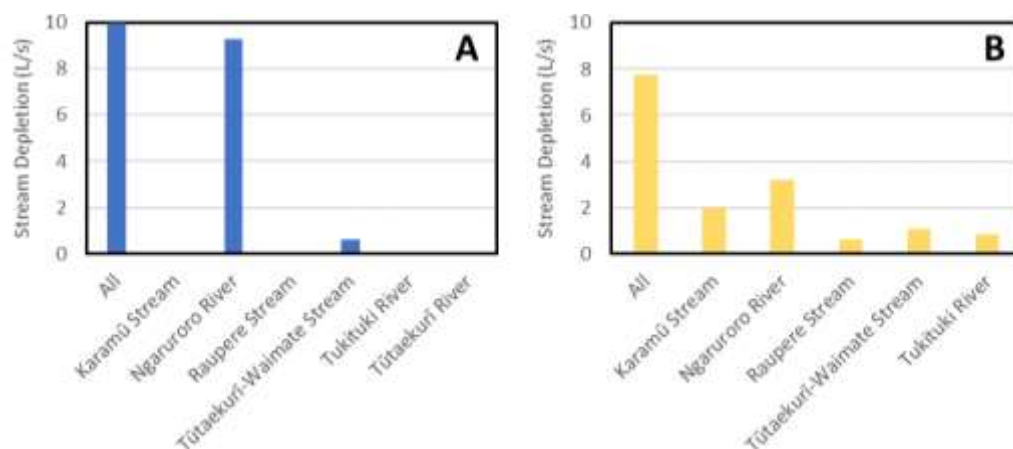 A
Stream Depletion (L/s)
10
8
6
4
2
0
All
Karamū Stream
Ngaruroro River
Raupere Stream
Tūtaekurī-Waimate Stream
Tukituki River
Tūtaekurī River
B
Stream Depletion (L/s)
10
8
6
4
2
0
All
Karamū Stream
Ngaruroro River
Raupere Stream
Tūtaekurī-Waimate Stream
Tukituki River